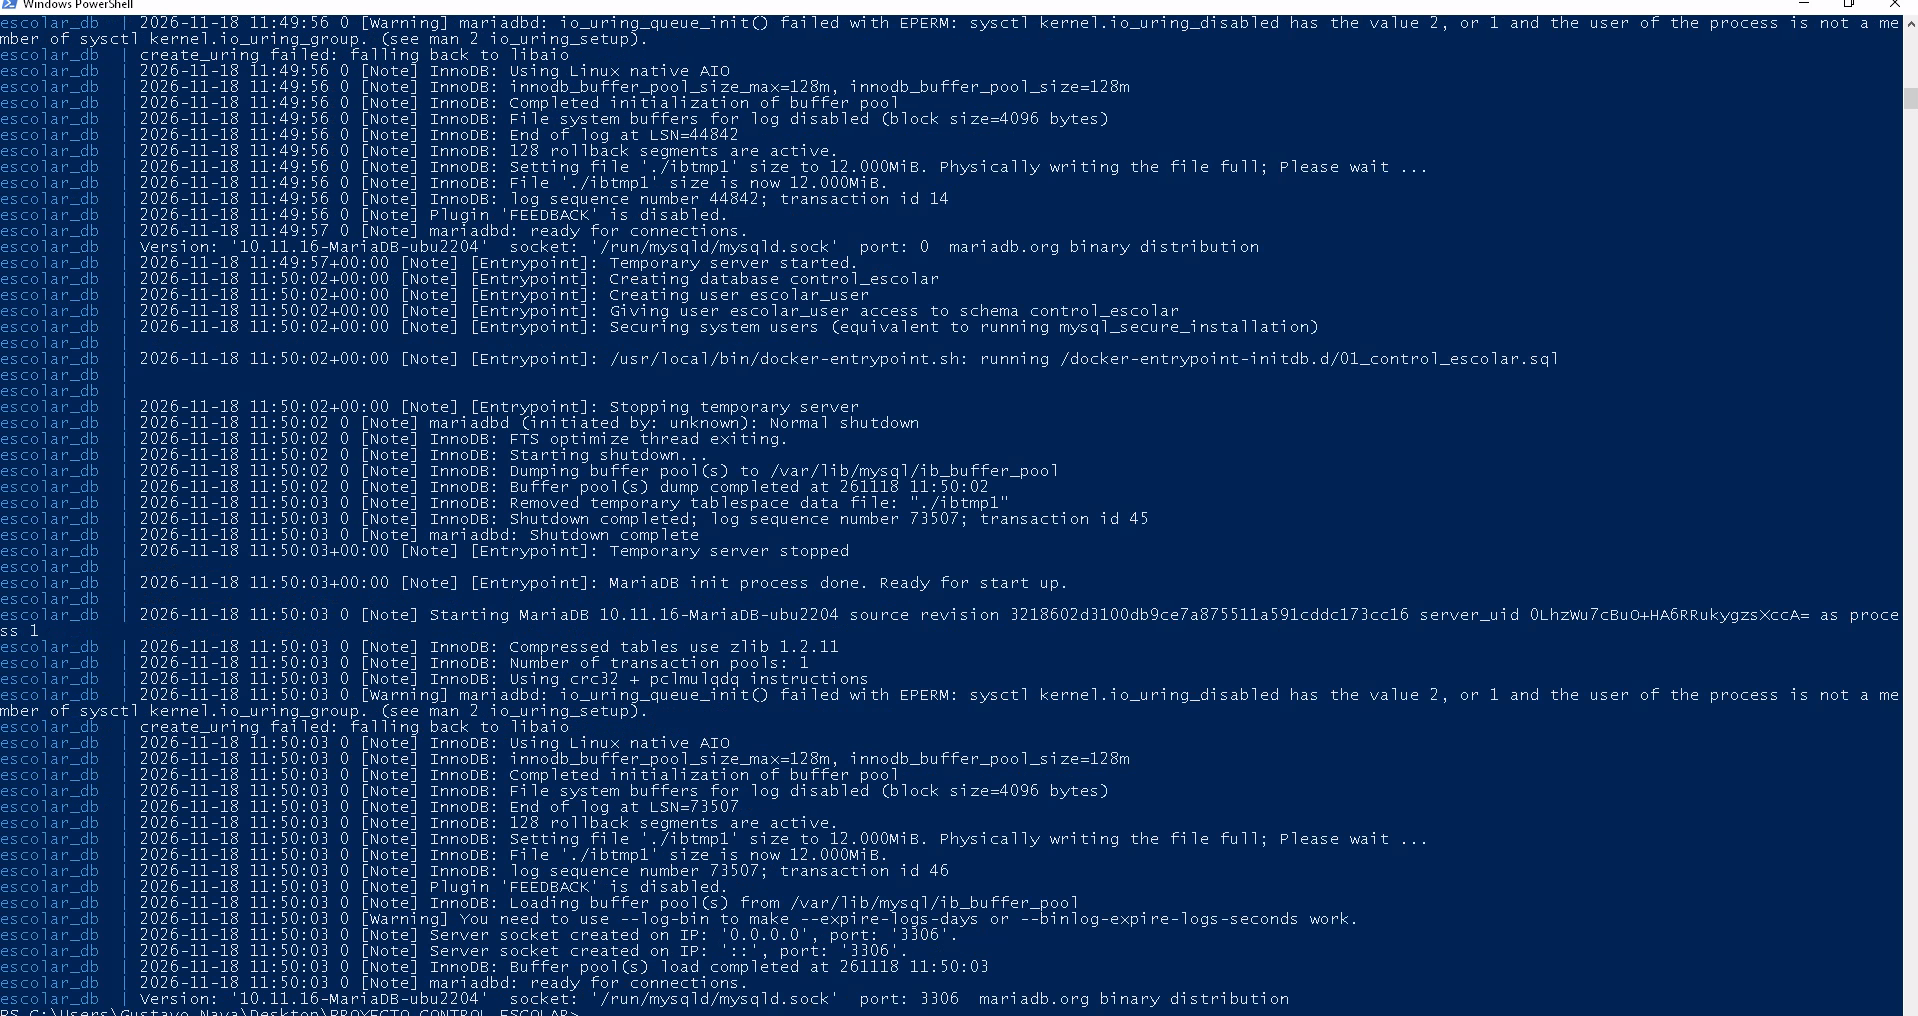 Windows PowerShell
escolar_db  | 2026-11-18 11:49:56 0 [Warning] mariadbd: io_uring_queue_init() failed with EPERM: sysctl kernel.io_uring_disabled has the value 2, or 1 and the user of the process is not a me
mber of sysctl kernel.io_uring_group. (see man 2 io_uring_setup).
escolar_db  | create_uring failed: falling back to libaio
escolar_db  | 2026-11-18 11:49:56 0 [Note] InnoDB: Using Linux native AIO
escolar_db  | 2026-11-18 11:49:56 0 [Note] InnoDB: innodb_buffer_pool_size_max=128m, innodb_buffer_pool_size=128m
escolar_db  | 2026-11-18 11:49:56 0 [Note] InnoDB: Completed initialization of buffer pool
escolar_db  | 2026-11-18 11:49:56 0 [Note] InnoDB: File system buffers for log disabled (block size=4096 bytes)
escolar_db  | 2026-11-18 11:49:56 0 [Note] InnoDB: End of log at LSN=44842
escolar_db  | 2026-11-18 11:49:56 0 [Note] InnoDB: 128 rollback segments are active.
escolar_db  | 2026-11-18 11:49:56 0 [Note] InnoDB: Setting file './ibtmp1' size to 12.000MiB. Physically writing the file full; Please wait ...
escolar_db  | 2026-11-18 11:49:56 0 [Note] InnoDB: File './ibtmp1' size is now 12.000MiB.
escolar_db  | 2026-11-18 11:49:56 0 [Note] InnoDB: log sequence number 44842; transaction id 14
escolar_db  | 2026-11-18 11:49:56 0 [Note] Plugin 'FEEDBACK' is disabled.
escolar_db  | 2026-11-18 11:49:57 0 [Note] mariadbd: ready for connections.
escolar_db  | Version: '10.11.16-MariaDB-ubu2204'  socket: '/run/mysqld/mysqld.sock'  port: 0  mariadb.org binary distribution
escolar_db  | 2026-11-18 11:49:57+00:00 [Note] [Entrypoint]: Temporary server started.
escolar_db  | 2026-11-18 11:50:02+00:00 [Note] [Entrypoint]: Creating database control_escolar
escolar_db  | 2026-11-18 11:50:02+00:00 [Note] [Entrypoint]: Creating user escolar_user
escolar_db  | 2026-11-18 11:50:02+00:00 [Note] [Entrypoint]: Giving user escolar_user access to schema control_escolar
escolar_db  | 2026-11-18 11:50:02+00:00 [Note] [Entrypoint]: Securing system users (equivalent to running mysql_secure_installation)
escolar_db  |
escolar_db  | 2026-11-18 11:50:02+00:00 [Note] [Entrypoint]: /usr/local/bin/docker-entrypoint.sh: running /docker-entrypoint-initdb.d/01_control_escolar.sql
escolar_db  |
escolar_db  |
escolar_db  | 2026-11-18 11:50:02+00:00 [Note] [Entrypoint]: Stopping temporary server
escolar_db  | 2026-11-18 11:50:02 0 [Note] mariadbd (initiated by: unknown): Normal shutdown
escolar_db  | 2026-11-18 11:50:02 0 [Note] InnoDB: FTS optimize thread exiting.
escolar_db  | 2026-11-18 11:50:02 0 [Note] InnoDB: Starting shutdown...
escolar_db  | 2026-11-18 11:50:02 0 [Note] InnoDB: Dumping buffer pool(s) to /var/lib/mysql/ib_buffer_pool
escolar_db  | 2026-11-18 11:50:02 0 [Note] InnoDB: Buffer pool(s) dump completed at 261118 11:50:02
escolar_db  | 2026-11-18 11:50:03 0 [Note] InnoDB: Removed temporary tablespace data file: "./ibtmp1"
escolar_db  | 2026-11-18 11:50:03 0 [Note] InnoDB: Shutdown completed; log sequence number 73507; transaction id 45
escolar_db  | 2026-11-18 11:50:03 0 [Note] mariadbd: Shutdown complete
escolar_db  | 2026-11-18 11:50:03+00:00 [Note] [Entrypoint]: Temporary server stopped
escolar_db  |
escolar_db  | 2026-11-18 11:50:03+00:00 [Note] [Entrypoint]: MariaDB init process done. Ready for start up.
escolar_db  |
escolar_db  | 2026-11-18 11:50:03 0 [Note] Starting MariaDB 10.11.16-MariaDB-ubu2204 source revision 3218602d3100db9ce7a875511a591cddc173cc16 server_uid 0LhzWu7cBuO+HA6RRukygzsXccA= as proce
ss 1
escolar_db  | 2026-11-18 11:50:03 0 [Note] InnoDB: Compressed tables use zlib 1.2.11
escolar_db  | 2026-11-18 11:50:03 0 [Note] InnoDB: Number of transaction pools: 1
escolar_db  | 2026-11-18 11:50:03 0 [Note] InnoDB: Using crc32 + pclmulqdq instructions
escolar_db  | 2026-11-18 11:50:03 0 [Warning] mariadbd: io_uring_queue_init() failed with EPERM: sysctl kernel.io_uring_disabled has the value 2, or 1 and the user of the process is not a me
mber of sysctl kernel.io_uring_group. (see man 2 io_uring_setup).
escolar_db  | create_uring failed: falling back to libaio
escolar_db  | 2026-11-18 11:50:03 0 [Note] InnoDB: Using Linux native AIO
escolar_db  | 2026-11-18 11:50:03 0 [Note] InnoDB: innodb_buffer_pool_size_max=128m, innodb_buffer_pool_size=128m
escolar_db  | 2026-11-18 11:50:03 0 [Note] InnoDB: Completed initialization of buffer pool
escolar_db  | 2026-11-18 11:50:03 0 [Note] InnoDB: File system buffers for log disabled (block size=4096 bytes)
escolar_db  | 2026-11-18 11:50:03 0 [Note] InnoDB: End of log at LSN=73507
escolar_db  | 2026-11-18 11:50:03 0 [Note] InnoDB: 128 rollback segments are active.
escolar_db  | 2026-11-18 11:50:03 0 [Note] InnoDB: Setting file './ibtmp1' size to 12.000MiB. Physically writing the file full; Please wait ...
escolar_db  | 2026-11-18 11:50:03 0 [Note] InnoDB: File './ibtmp1' size is now 12.000MiB.
escolar_db  | 2026-11-18 11:50:03 0 [Note] InnoDB: log sequence number 73507; transaction id 46
escolar_db  | 2026-11-18 11:50:03 0 [Note] Plugin 'FEEDBACK' is disabled.
escolar_db  | 2026-11-18 11:50:03 0 [Note] InnoDB: Loading buffer pool(s) from /var/lib/mysql/ib_buffer_pool
escolar_db  | 2026-11-18 11:50:03 0 [Warning] You need to use --log-bin to make --expire-logs-days or --binlog-expire-logs-seconds work.
escolar_db  | 2026-11-18 11:50:03 0 [Note] Server socket created on IP: '0.0.0.0', port: '3306'.
escolar_db  | 2026-11-18 11:50:03 0 [Note] Server socket created on IP: '::', port: '3306'.
escolar_db  | 2026-11-18 11:50:03 0 [Note] InnoDB: Buffer pool(s) load completed at 261118 11:50:03
escolar_db  | 2026-11-18 11:50:03 0 [Note] mariadbd: ready for connections.
escolar_db  | Version: '10.11.16-MariaDB-ubu2204'  socket: '/run/mysqld/mysqld.sock'  port: 3306  mariadb.org binary distribution
PS C:\Users\Gustavo Nava\Desktop\PROYECTO CONTROL ESCOLAR>